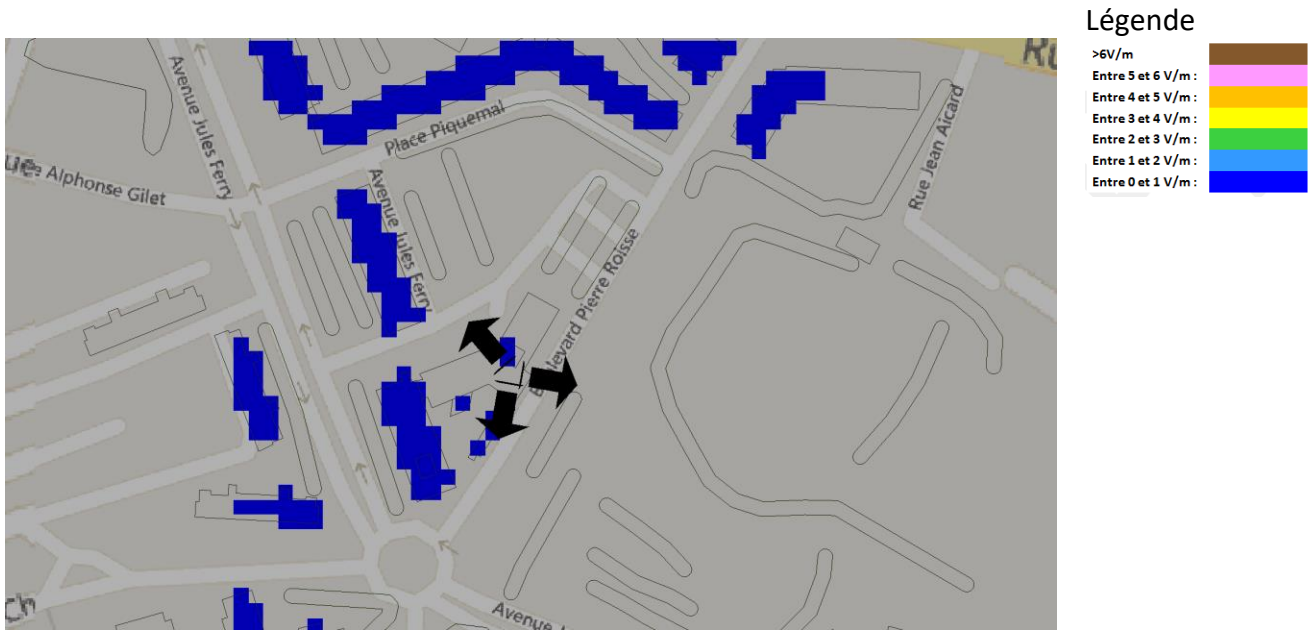 Légende
>6V/m
Entre 5 et 6 V/m :
Entre 4 et 5 V/m :
Entre 3 et 4 V/m :
Entre 2 et 3 V/m :
Entre 1 et 2 V/m :
Entre 0 et 1 V/m :
Avenue Jules Ferry
Place Piquemal
Rue Jean Aicard
Alphonse Gilet
Avenue Jules Ferry
Boulevard Pierre Roisse
Avenue